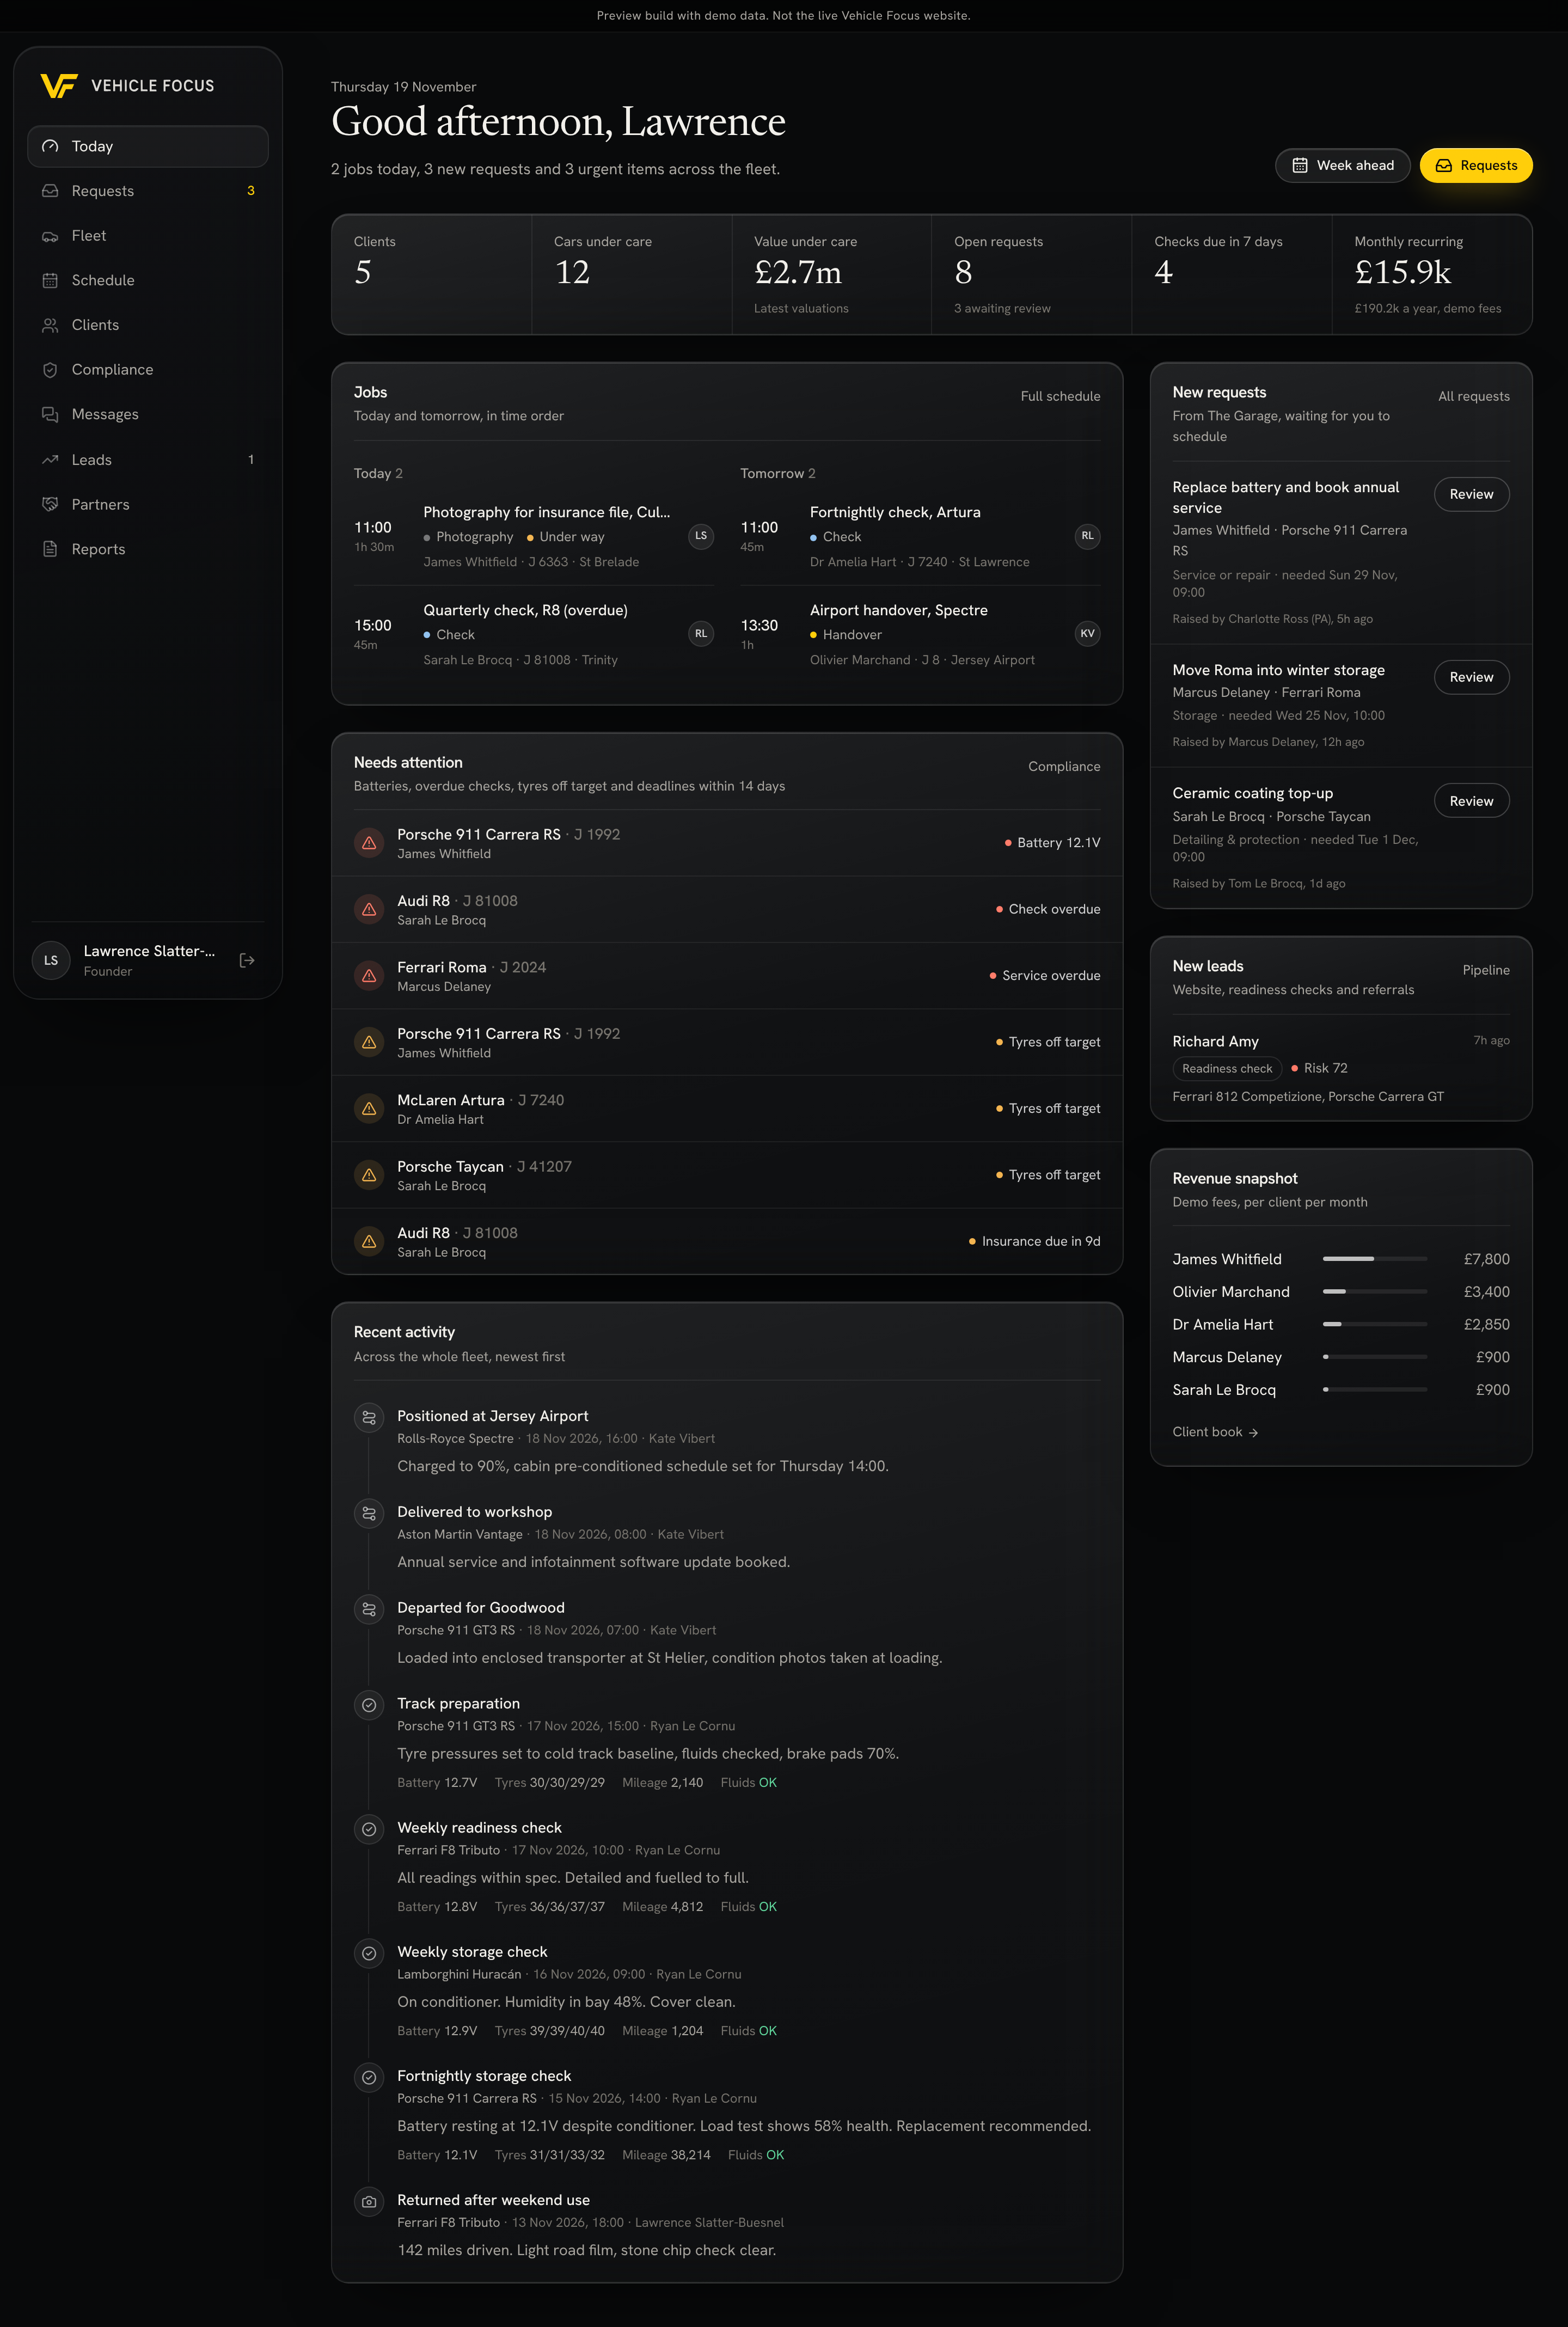 Preview build with demo data. Not the live Vehicle Focus website.
VF VEHICLE FOCUS
Today
Requests 3
Fleet
Schedule
Clients
Compliance
Messages
Leads 1
Partners
Reports
LS
Lawrence Slatter-...
Founder
Thursday 19 November
Good afternoon, Lawrence
2 jobs today, 3 new requests and 3 urgent items across the fleet.
Week ahead
Requests
Clients
5
Cars under care
12
Value under care
£2.7m
Latest valuations
Open requests
8
3 awaiting review
Checks due in 7 days
4
Monthly recurring
£15.9k
£190.2k a year, demo fees
Jobs
Today and tomorrow, in time order
Full schedule
Today 2
11:00
1h 30m
Photography for insurance file, Cul...
Photography Under way
James Whitfield · J 6363 · St Brelade
LS
15:00
45m
Quarterly check, R8 (overdue)
Check
Sarah Le Brocq · J 81008 · Trinity
RL
Tomorrow 2
11:00
45m
Fortnightly check, Artura
Check
Dr Amelia Hart · J 7240 · St Lawrence
RL
13:30
1h
Airport handover, Spectre
Handover
Olivier Marchand · J 8 · Jersey Airport
KV
Needs attention
Batteries, overdue checks, tyres off target and deadlines within 14 days
Compliance
Porsche 911 Carrera RS · J 1992
James Whitfield
Battery 12.1V
Audi R8 · J 81008
Sarah Le Brocq
Check overdue
Ferrari Roma · J 2024
Marcus Delaney
Service overdue
Porsche 911 Carrera RS · J 1992
James Whitfield
Tyres off target
McLaren Artura · J 7240
Dr Amelia Hart
Tyres off target
Porsche Taycan · J 41207
Sarah Le Brocq
Tyres off target
Audi R8 · J 81008
Sarah Le Brocq
Insurance due in 9d
Recent activity
Across the whole fleet, newest first
Positioned at Jersey Airport
Rolls-Royce Spectre · 18 Nov 2026, 16:00 · Kate Vibert
Charged to 90%, cabin pre-conditioned schedule set for Thursday 14:00.
Delivered to workshop
Aston Martin Vantage · 18 Nov 2026, 08:00 · Kate Vibert
Annual service and infotainment software update booked.
Departed for Goodwood
Porsche 911 GT3 RS · 18 Nov 2026, 07:00 · Kate Vibert
Loaded into enclosed transporter at St Helier, condition photos taken at loading.
Track preparation
Porsche 911 GT3 RS · 17 Nov 2026, 15:00 · Ryan Le Cornu
Tyre pressures set to cold track baseline, fluids checked, brake pads 70%.
Battery 12.7V Tyres 30/30/29/29 Mileage 2,140 Fluids OK
Weekly readiness check
Ferrari F8 Tributo · 17 Nov 2026, 10:00 · Ryan Le Cornu
All readings within spec. Detailed and fuelled to full.
Battery 12.8V Tyres 36/36/37/37 Mileage 4,812 Fluids OK
Weekly storage check
Lamborghini Huracán · 16 Nov 2026, 09:00 · Ryan Le Cornu
On conditioner. Humidity in bay 48%. Cover clean.
Battery 12.9V Tyres 39/39/40/40 Mileage 1,204 Fluids OK
Fortnightly storage check
Porsche 911 Carrera RS · 15 Nov 2026, 14:00 · Ryan Le Cornu
Battery resting at 12.1V despite conditioner. Load test shows 58% health. Replacement recommended.
Battery 12.1V Tyres 31/31/33/32 Mileage 38,214 Fluids OK
Returned after weekend use
Ferrari F8 Tributo · 13 Nov 2026, 18:00 · Lawrence Slatter-Buesnel
142 miles driven. Light road film, stone chip check clear.
New requests
From The Garage, waiting for you to
schedule
All requests
Replace battery and book annual
service
James Whitfield · Porsche 911 Carrera
RS
Service or repair · needed Sun 29 Nov,
09:00
Raised by Charlotte Ross (PA), 5h ago
Review
Move Roma into winter storage
Marcus Delaney · Ferrari Roma
Storage · needed Wed 25 Nov, 10:00
Raised by Marcus Delaney, 12h ago
Review
Ceramic coating top-up
Sarah Le Brocq · Porsche Taycan
Detailing & protection · needed Tue 1 Dec,
09:00
Raised by Tom Le Brocq, 1d ago
Review
New leads
Website, readiness checks and referrals
Pipeline
Richard Amy
7h ago
Readiness check Risk 72
Ferrari 812 Competizione, Porsche Carrera GT
Revenue snapshot
Demo fees, per client per month
James Whitfield £7,800
Olivier Marchand £3,400
Dr Amelia Hart £2,850
Marcus Delaney £900
Sarah Le Brocq £900
Client book →